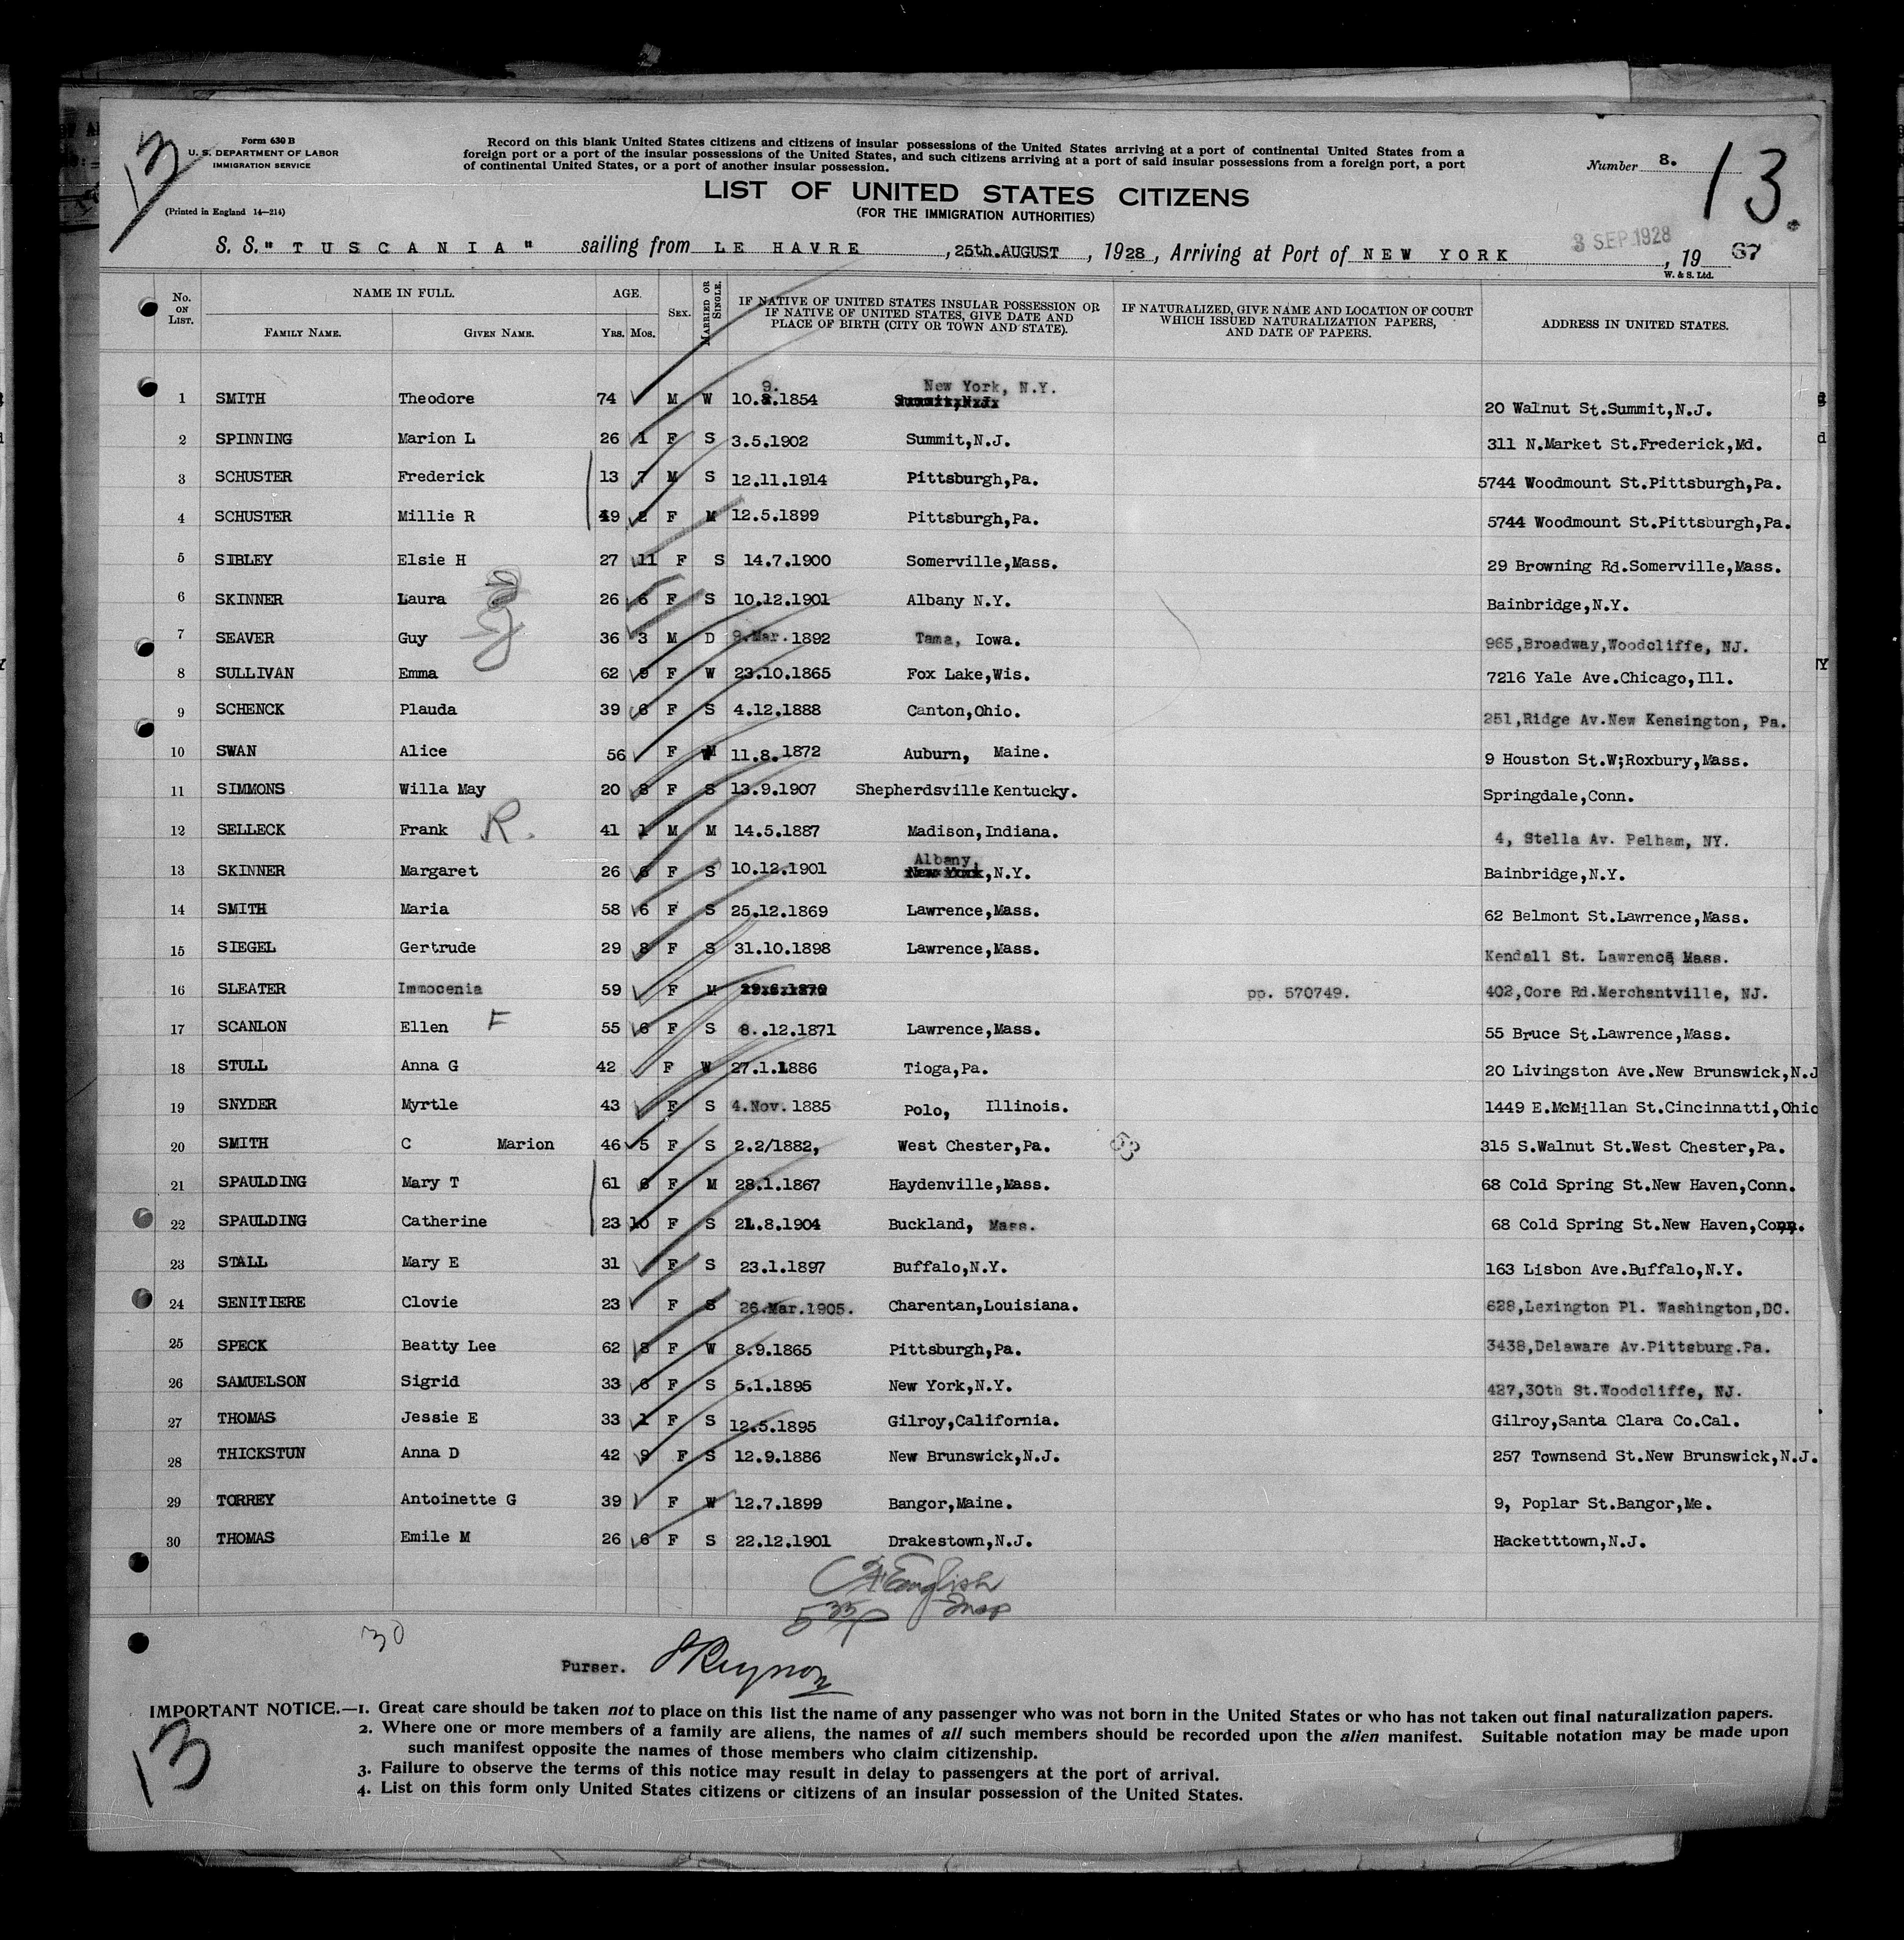 13
Form 630 B
U. S. DEPARTMENT OF LABOR
IMMIGRATION SERVICE
(Printed in England 14—214)
Record on this blank United States citizens and citizens of insular possessions of the United States arriving at a port of continental United States from a
foreign port or a port of the insular possessions of the United States, and such citizens arriving at a port of said insular possessions from a foreign port, a port
of continental United States, or a port of another insular possession.
Number 8.
13.
LIST OF UNITED STATES CITIZENS
(FOR THE IMMIGRATION AUTHORITIES)
S. S. "TUSCANIA" sailing from LE HAVRE, 25th.AUGUST, 1928, Arriving at Port of NEW YORK 3 SEP 1928, 19 67
W. & S. Ltd.
No. ON LIST. NAME IN FULL. AGE. SEX. MARRIED OR SINGLE. IF NATIVE OF UNITED STATES INSULAR POSSESSION OR IF NATIVE OF UNITED STATES, GIVE DATE AND PLACE OF BIRTH (CITY OR TOWN AND STATE). IF NATURALIZED, GIVE NAME AND LOCATION OF COURT WHICH ISSUED NATURALIZATION PAPERS, AND DATE OF PAPERS. ADDRESS IN UNITED STATES.
FAMILY NAME. GIVEN NAME. YRS. MOS.
1 SMITH Theodore 74 M W 10.9.1854 New York, N.Y. Summit,N.J. 20 Walnut St.Summit,N.J.
2 SPINNING Marion L 26 1 F S 3.5.1902 Summit,N.J. 311 N.Market St.Frederick,Md.
3 SCHUSTER Frederick 13 7 M S 12.11.1914 Pittsburgh,Pa. 5744 Woodmount St.Pittsburgh,Pa.
4 SCHUSTER Millie R 49 2 F M 12.5.1899 Pittsburgh,Pa. 5744 Woodmount St.Pittsburgh,Pa.
5 SIBLEY Elsie H 27 11 F S 14.7.1900 Somerville,Mass. 29 Browning Rd.Somerville,Mass.
6 SKINNER Laura 26 6 F S 10.12.1901 Albany N.Y. Bainbridge,N.Y.
7 SEAVER Guy 36 3 M D 9.Mar.1892 Tama, Iowa. 965,Broadway,Woodcliffe, NJ.
8 SULLIVAN Emma 62 9 F W 23.10.1865 Fox Lake,Wis. 7216 Yale Ave.Chicago,Ill.
9 SCHENCK Plauda 39 6 F S 4.12.1888 Canton,Ohio. 251,Ridge Av.New Kensington, Pa.
10 SWAN Alice 56 F M 11.8.1872 Auburn, Maine. 9 Houston St.W;Roxbury,Mass.
11 SIMMONS Willa May 20 8 F S 13.9.1907 Shepherdsville Kentucky. Springdale,Conn.
12 SELLECK Frank R. 41 1 M M 14.5.1887 Madison,Indiana. 4, Stella Av. Pelham, NY.
13 SKINNER Margaret 26 6 F S 10.12.1901 Albany, New York,N.Y. Bainbridge,N.Y.
14 SMITH Maria 58 6 F S 25.12.1869 Lawrence,Mass. 62 Belmont St.Lawrence,Mass.
15 SIEGEL Gertrude 29 8 F S 31.10.1898 Lawrence,Mass. Kendall St. Lawrence, Mass.
16 SLEATER Immocenia 59 F M pp. 570749. 402,Core Rd.Merchantville, NJ.
17 SCANLON Ellen F 55 6 F S 8..12.1871 Lawrence,Mass. 55 Bruce St.Lawrence,Mass.
18 STULL Anna G 42 F W 27.1.1886 Tioga,Pa. 20 Livingston Ave.New Brunswick,N.J
19 SNYDER Myrtle 43 F S 4.Nov.1885 Polo, Illinois. 1449 E.McMillan St.Cincinnatti,Ohio
20 SMITH C Marion 46 5 F S 2.2/1882, West Chester,Pa. 315 S.Walnut St.West Chester,Pa.
21 SPAULDING Mary T 61 6 F M 28.1.1867 Haydenville,Mass. 68 Cold Spring St.New Haven,Conn.
22 SPAULDING Catherine 23 10 F S 21.8.1904 Buckland, Mass. 68 Cold Spring St.New Haven,Conn.
23 STALL Mary E 31 F S 23.1.1897 Buffalo,N.Y. 163 Lisbon Ave.Buffalo,N.Y.
24 SENITIERE Clovie 23 F S 26.Mar.1905. Charentan,Louisiana. 628,Lexington Pl. Washington,DC.
25 SPECK Beatty Lee 62 8 F W 8.9.1865 Pittsburgh,Pa. 3438,Delaware Av.Pittsburg.Pa.
26 SAMUELSON Sigrid 33 6 F S 5.1.1895 New York,N.Y. 427,30th St.Woodcliffe, NJ.
27 THOMAS Jessie E 33 1 F S 12.5.1895 Gilroy,California. Gilroy,Santa Clara Co.Cal.
28 THICKSTUN Anna D 42 9 F S 12.9.1886 New Brunswick,N.J. 257 Townsend St.New Brunswick,N.J.
29 TORREY Antoinette G 39 F W 12.7.1899 Bangor,Maine. 9, Poplar St.Bangor,Me.
30 THOMAS Emile M 26 6 F S 22.12.1901 Drakestown,N.J. Hacketttown,N.J.
English
Insp
30
Purser.
IMPORTANT NOTICE.—1. Great care should be taken not to place on this list the name of any passenger who was not born in the United States or who has not taken out final naturalization papers.
2. Where one or more members of a family are aliens, the names of all such members should be recorded upon the alien manifest. Suitable notation may be made upon
such manifest opposite the names of those members who claim citizenship.
3. Failure to observe the terms of this notice may result in delay to passengers at the port of arrival.
4. List on this form only United States citizens or citizens of an insular possession of the United States.
13